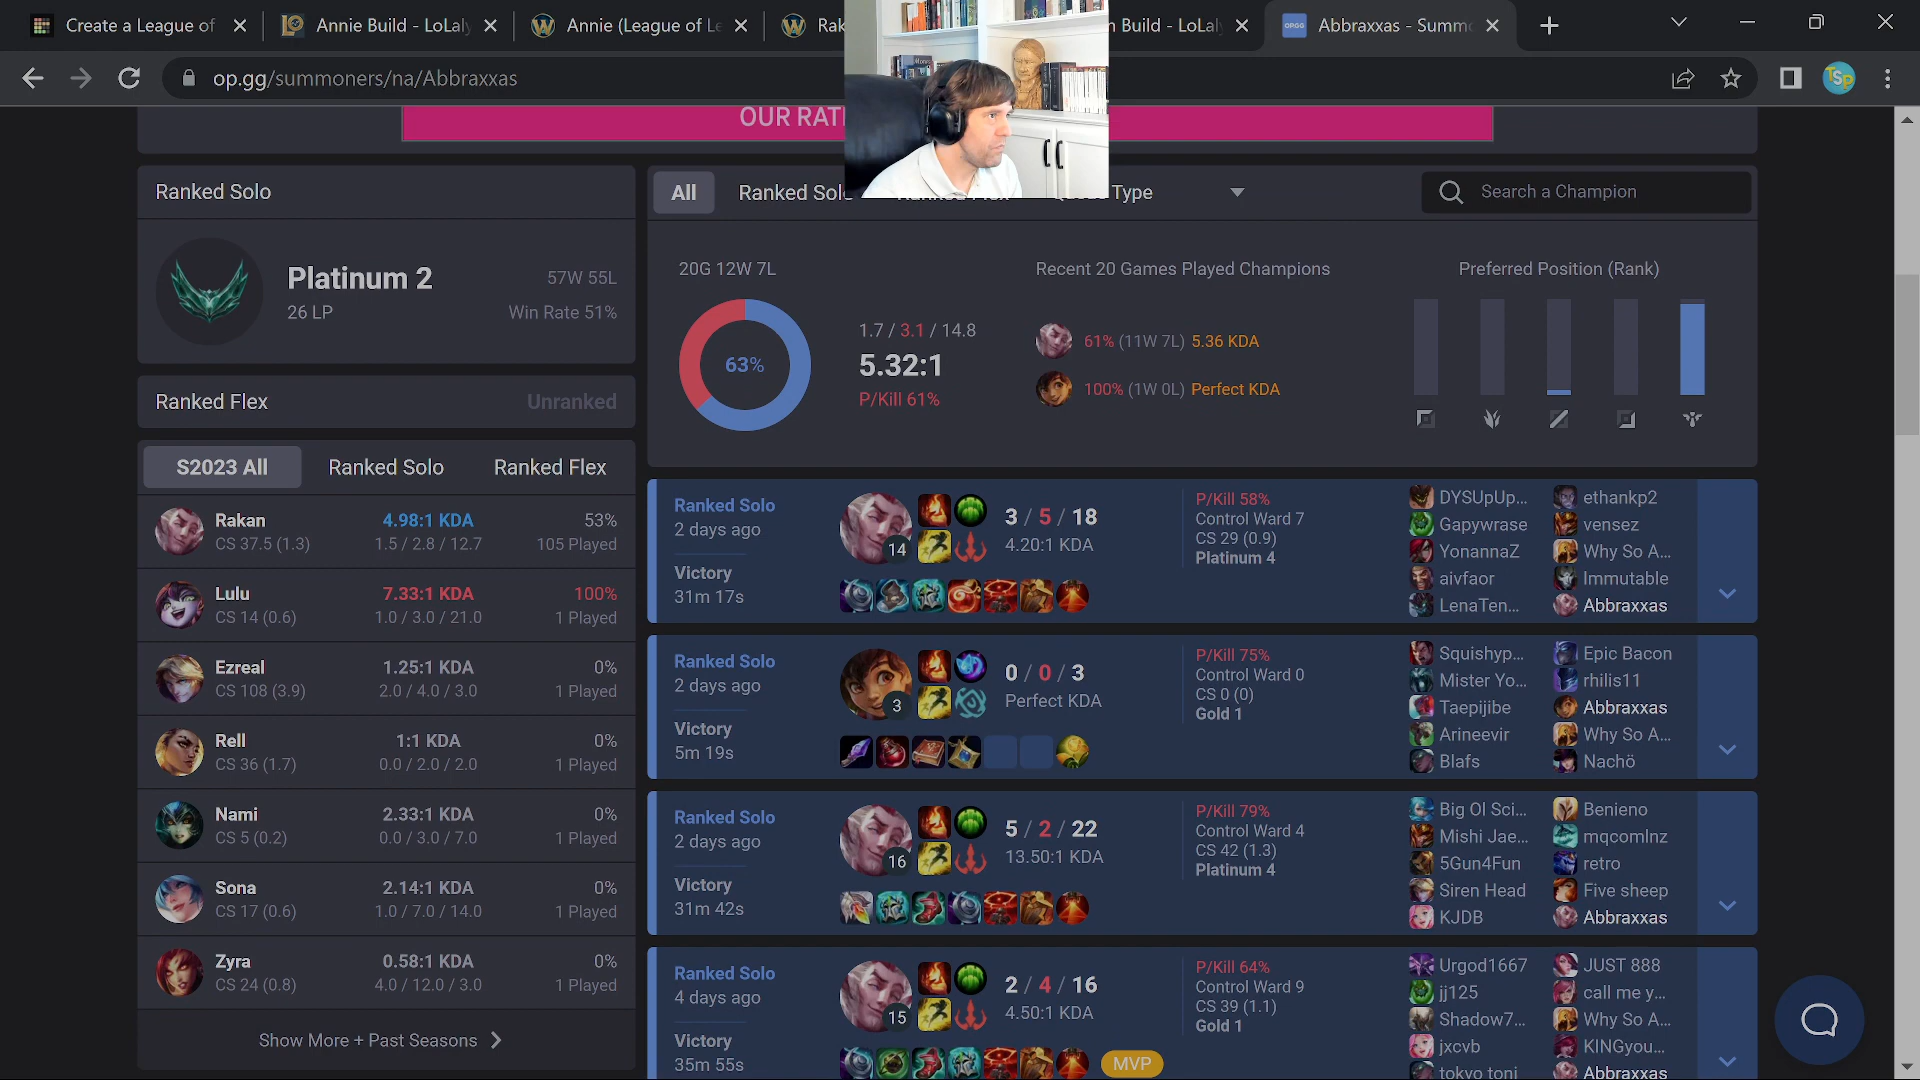 Create a League of
Annie Build - LoLaly
Annie (League of Le
Rak
n Build - LoLaly
OPGG
Abbraxxas - Summo
op.gg/summoners/na/Abbraxxas
TSp
OUR RATI
Ranked Solo
Platinum 2
26 LP
57W 55L
Win Rate 51%
Ranked Flex
Unranked
S2023 All
Ranked Solo
Ranked Flex
Rakan
CS 37.5 (1.3)
4.98:1 KDA
1.5 / 2.8 / 12.7
53%
105 Played
Lulu
CS 14 (0.6)
7.33:1 KDA
1.0 / 3.0 / 21.0
100%
1 Played
Ezreal
CS 108 (3.9)
1.25:1 KDA
2.0 / 4.0 / 3.0
0%
1 Played
Rell
CS 36 (1.7)
1:1 KDA
0.0 / 2.0 / 2.0
0%
1 Played
Nami
CS 5 (0.2)
2.33:1 KDA
0.0 / 3.0 / 7.0
0%
1 Played
Sona
CS 17 (0.6)
2.14:1 KDA
1.0 / 7.0 / 14.0
0%
1 Played
Zyra
CS 24 (0.8)
0.58:1 KDA
4.0 / 12.0 / 3.0
0%
1 Played
Show More + Past Seasons
All
Ranked Solo
Type
Search a Champion
20G 12W 7L
63%
1.7 / 3.1 / 14.8
5.32:1
P/Kill 61%
Recent 20 Games Played Champions
61% (11W 7L) 5.36 KDA
100% (1W 0L) Perfect KDA
Preferred Position (Rank)
Ranked Solo
2 days ago
Victory
31m 17s
14
3 / 5 / 18
4.20:1 KDA
P/Kill 58%
Control Ward 7
CS 29 (0.9)
Platinum 4
DYSUpUp...
Gapywrase
YonannaZ
aivfaor
LenaTen...
ethankp2
vensez
Why So A...
Immutable
Abbraxxas
Ranked Solo
2 days ago
Victory
5m 19s
3
0 / 0 / 3
Perfect KDA
P/Kill 75%
Control Ward 0
CS 0 (0)
Gold 1
Squishyp...
Mister Yo...
Taepijibe
Arineevir
Blafs
Epic Bacon
rhilis11
Abbraxxas
Why So A...
Nachö
Ranked Solo
2 days ago
Victory
31m 42s
16
5 / 2 / 22
13.50:1 KDA
P/Kill 79%
Control Ward 4
CS 42 (1.3)
Platinum 4
Big Ol Sci...
Mishi Jae...
5Gun4Fun
Siren Head
KJDB
Benieno
mqcomlnz
retro
Five sheep
Abbraxxas
Ranked Solo
4 days ago
Victory
35m 55s
15
2 / 4 / 16
4.50:1 KDA
MVP
P/Kill 64%
Control Ward 9
CS 39 (1.1)
Gold 1
Urgod1667
jj125
Shadow7...
jxcvb
tokyo toni
JUST 888
call me y...
Why So A...
KINGyou...
Abbraxxas